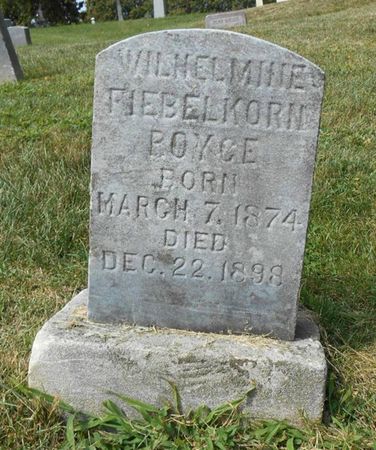 WILHELMINE
FIEBELKORN
BOYCE
BORN
MARCH 7, 1874
DIED
DEC. 22. 1898